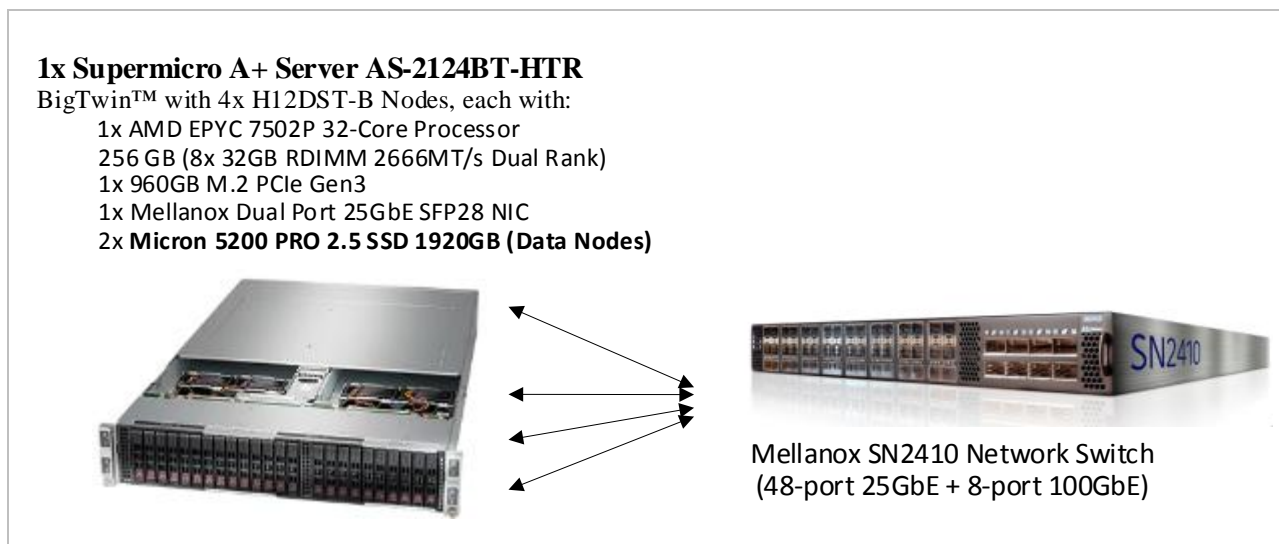 1x Supermicro A+ Server AS-2124BT-HTR
BigTwin™ with 4x H12DST-B Nodes, each with:
1x AMD EPYC 7502P 32-Core Processor
256 GB (8x 32GB RDIMM 2666MT/s Dual Rank)
1x 960GB M.2 PCIe Gen3
1x Mellanox Dual Port 25GbE SFP28 NIC
2x Micron 5200 PRO 2.5 SSD 1920GB (Data Nodes)
SN2410
Mellanox SN2410 Network Switch
(48-port 25GbE + 8-port 100GbE)